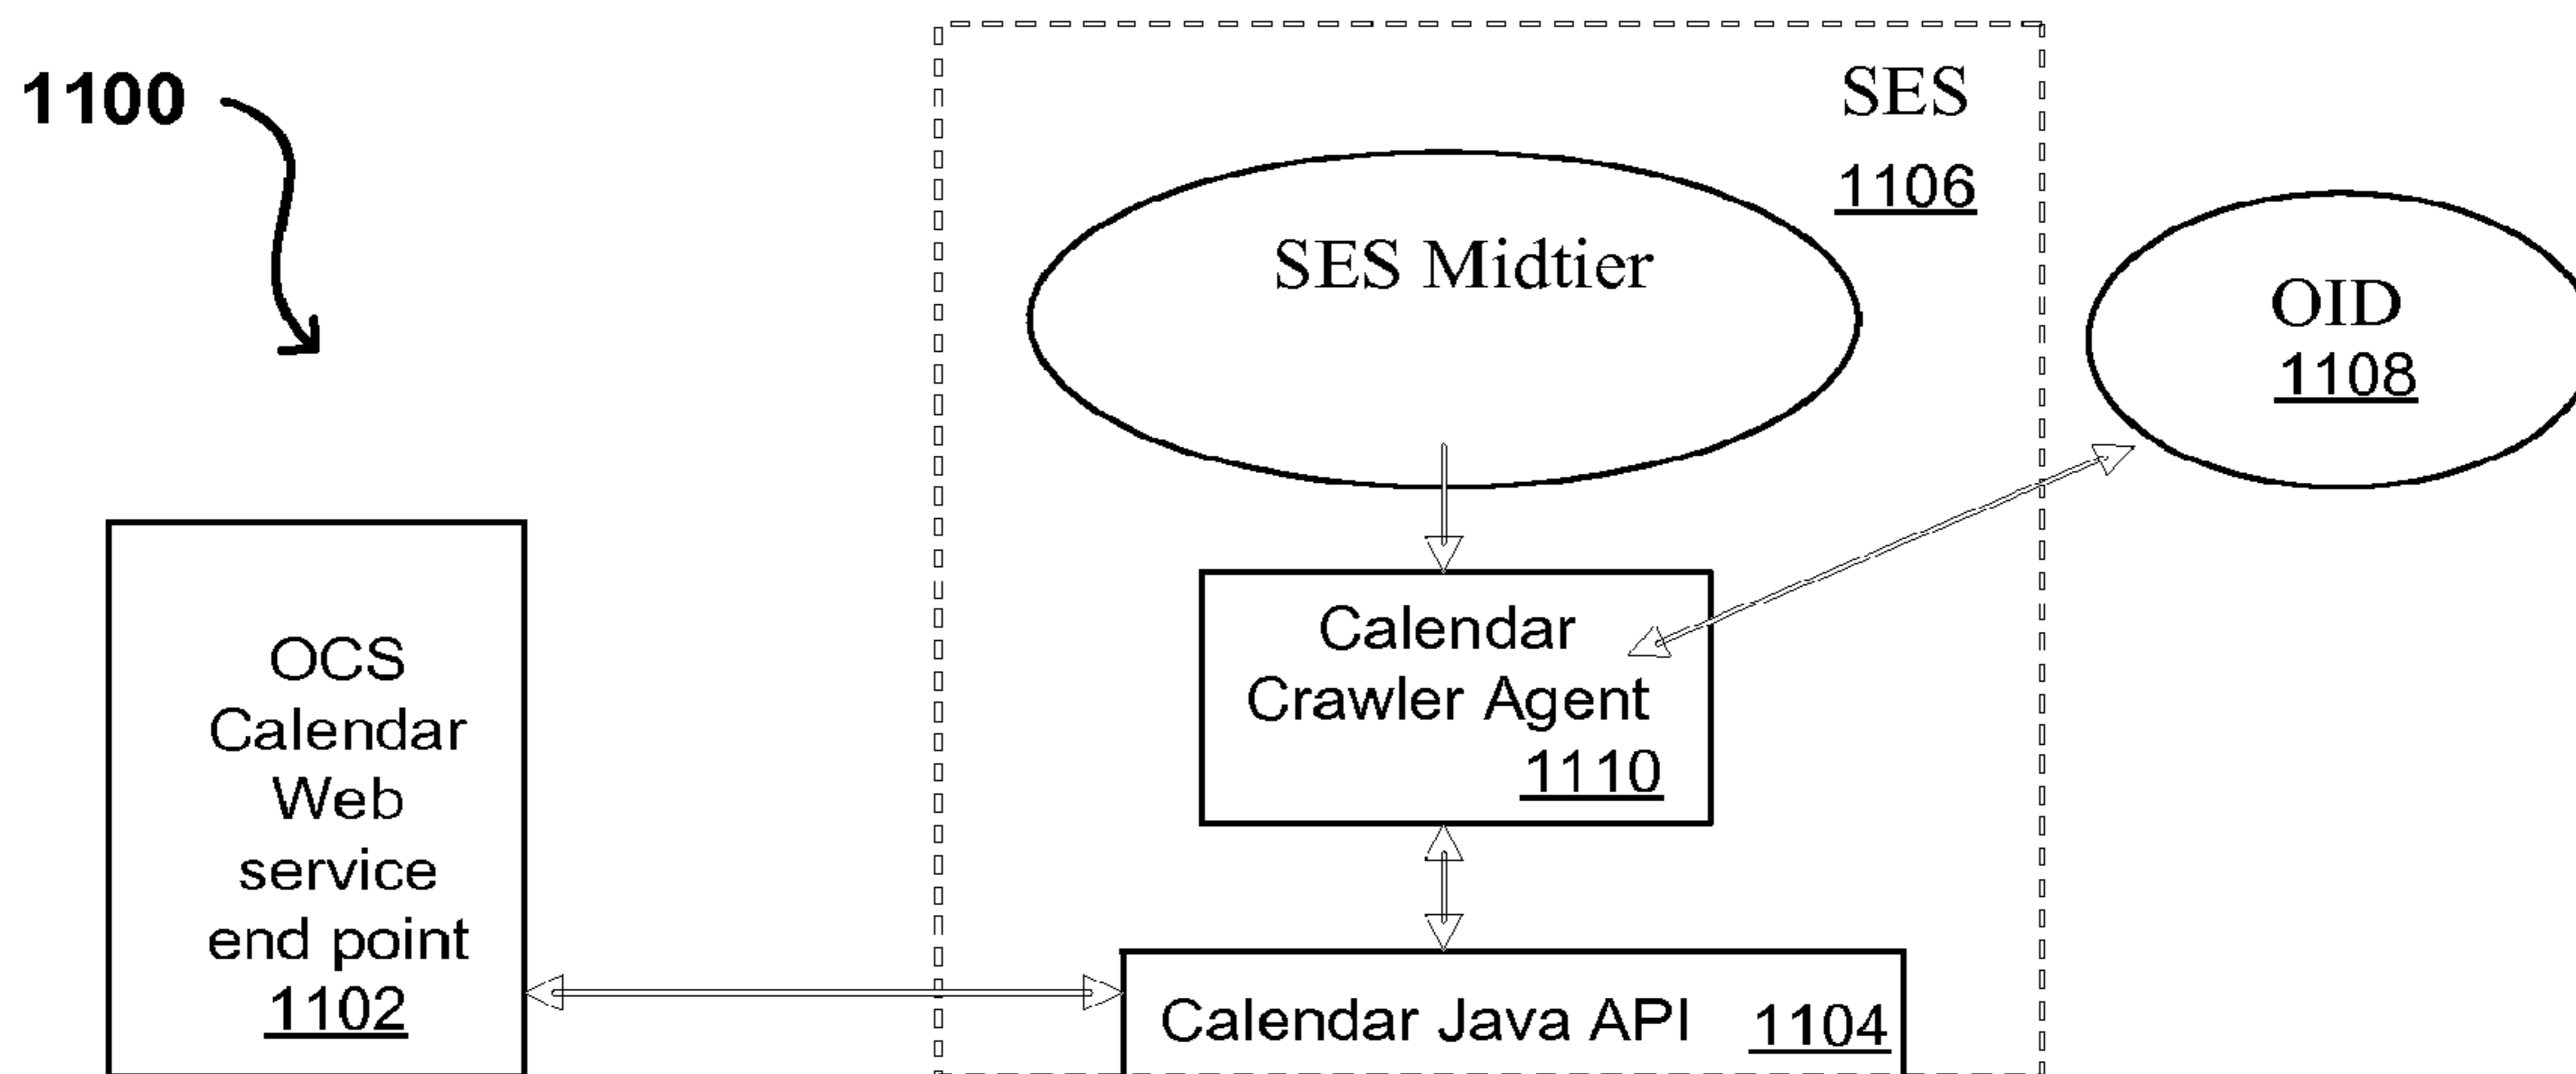 1100
SES
1106
SES Midtier
OID
1108
Calendar
Crawler Agent
1110
OCS
Calendar
Web
service
end point
1102
Calendar Java API 1104